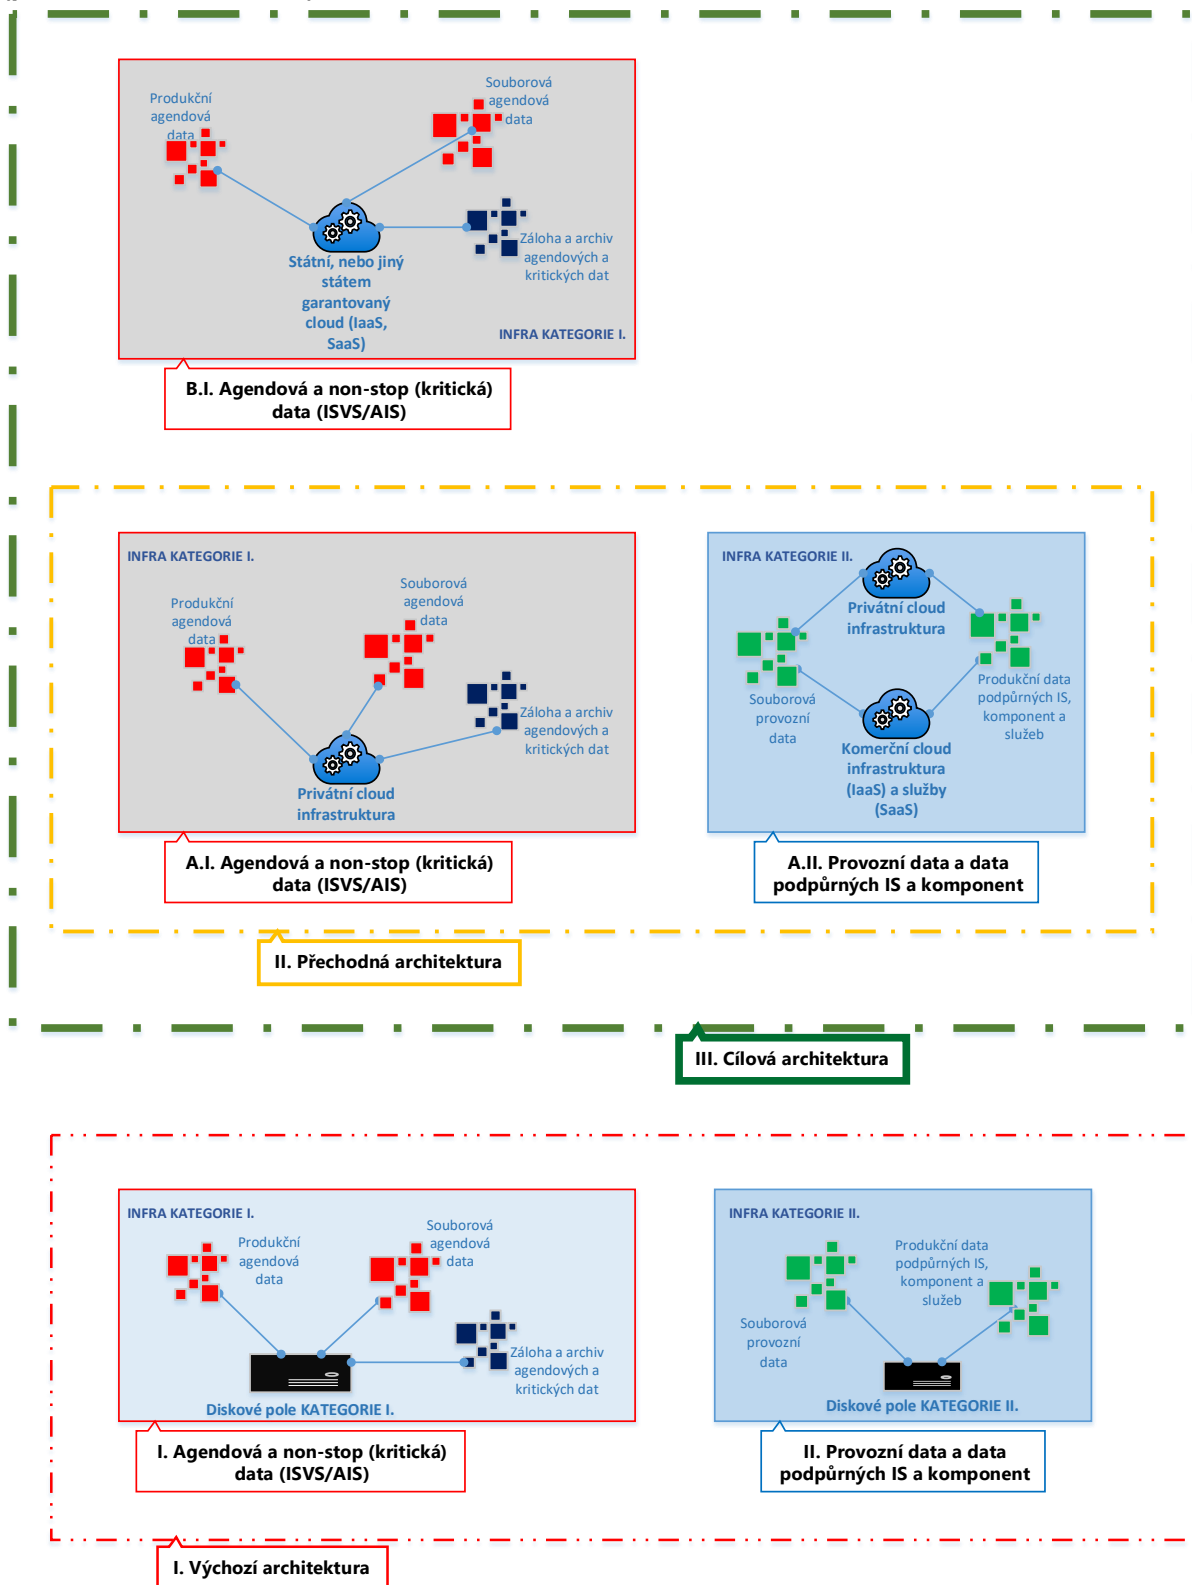 Produkční
agendová
data
Souborová
agendová
data
Záloha a archiv
agendových a
kritických dat
Státní, nebo jiný
státem
garantovaný
cloud (IaaS,
SaaS)
INFRA KATEGORIE I.
B.I. Agendová a non-stop (kritická)
data (ISVS/AIS)
INFRA KATEGORIE I.
Produkční
agendová
data
Souborová
agendová
data
Záloha a archiv
agendových a
kritických dat
Privátní cloud
infrastruktura
A.I. Agendová a non-stop (kritická)
data (ISVS/AIS)
INFRA KATEGORIE II.
Privátní cloud
infrastruktura
Souborová
provozní
data
Produkční data
podpůrných IS,
komponent a
služeb
Komerční cloud
infrastruktura
(IaaS) a služby
(SaaS)
A.II. Provozní data a data
podpůrných IS a komponent
II. Přechodná architektura
III. Cílová architektura
INFRA KATEGORIE I.
Produkční
agendová
data
Souborová
agendová
data
Záloha a archiv
agendových a
kritických dat
Diskové pole KATEGORIE I.
I. Agendová a non-stop (kritická)
data (ISVS/AIS)
INFRA KATEGORIE II.
Produkční data
podpůrných IS,
komponent a
služeb
Souborová
provozní
data
Diskové pole KATEGORIE II.
II. Provozní data a data
podpůrných IS a komponent
I. Výchozí architektura